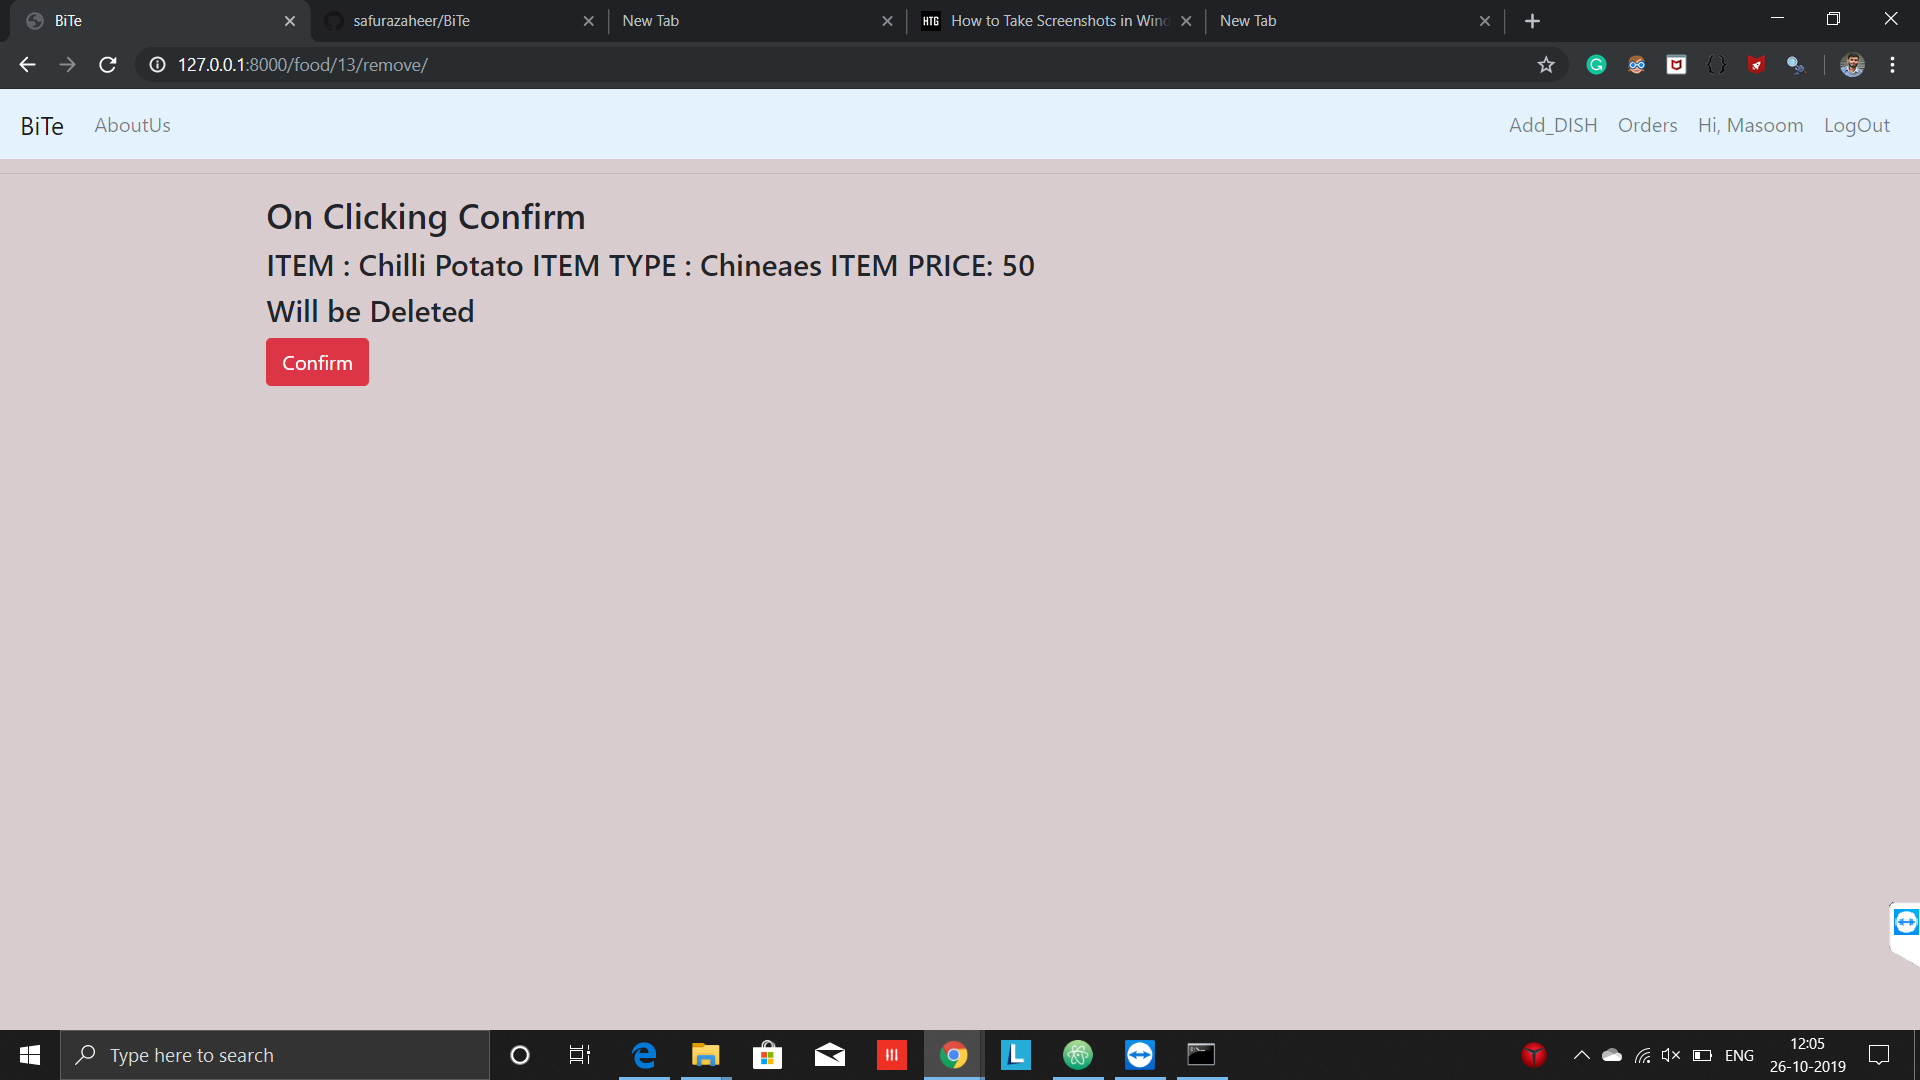 BiTe
safurazaheer/BiTe
New Tab
HTG How to Take Screenshots in Wind
New Tab
127.0.0.1:8000/food/13/remove/
BiTe AboutUs Add_DISH Orders Hi, Masoom LogOut
On Clicking Confirm
ITEM : Chilli Potato ITEM TYPE : Chineaes ITEM PRICE: 50
Will be Deleted
Confirm
Type here to search
ENG
12:05
26-10-2019